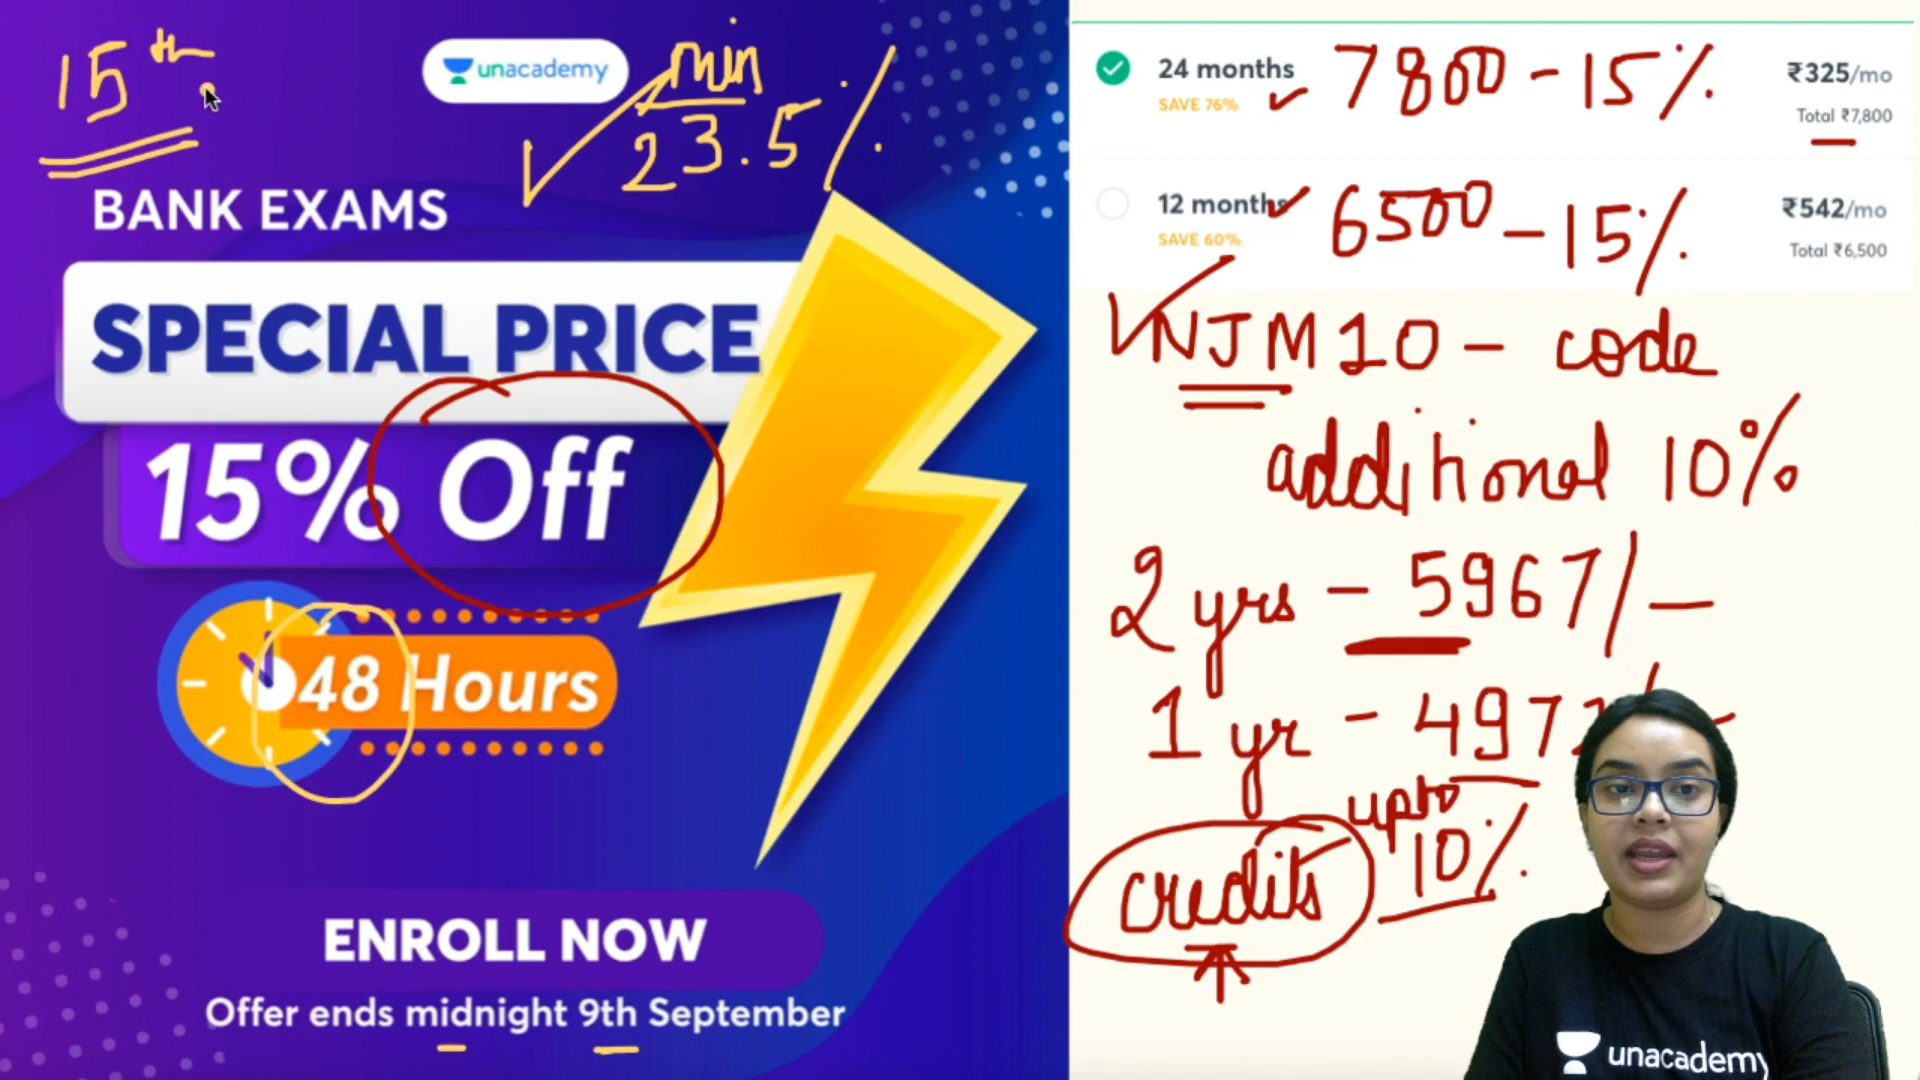 15th
unacademy
min
23.5%
BANK EXAMS
SPECIAL PRICE
15% Off
48 Hours
ENROLL NOW
Offer ends midnight 9th September
24 months 7800 - 15% ₹325/mo
SAVE 76% Total ₹7,800
12 months 6500 - 15% ₹542/mo
SAVE 60% Total ₹6,500
NJM10 - code
additional 10%
2 yrs - 5967/-
1 yr - 497
upto
credits 10%
unacademy